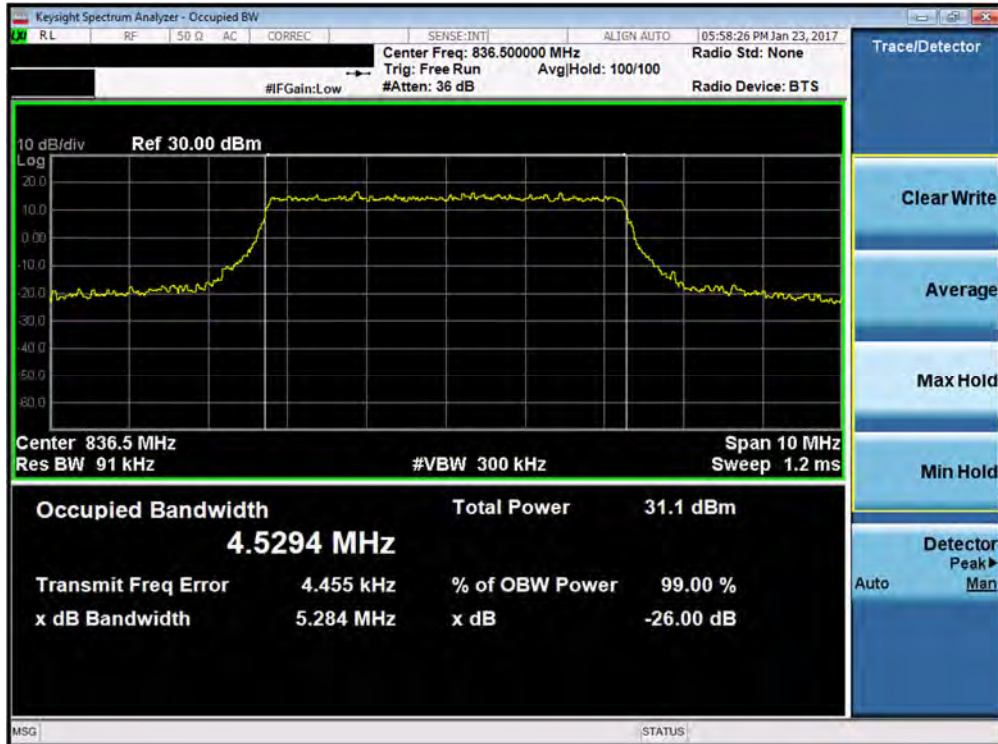 Keysight Spectrum Analyzer - Occupied BW
LXI RL RF 50 Ω AC CORREC SENSE:INT ALIGN AUTO 05:58:26 PM Jan 23, 2017
Center Freq: 836.500000 MHz Radio Std: None
Trig: Free Run Avg|Hold: 100/100
#IFGain:Low #Atten: 36 dB Radio Device: BTS
Trace/Detector
10 dB/div Ref 30.00 dBm
Log
20.0
10.0
0.00
-10.0
-20.0
-30.0
-40.0
-50.0
-60.0
Center 836.5 MHz Span 10 MHz
Res BW 91 kHz #VBW 300 kHz Sweep 1.2 ms
Clear Write
Average
Max Hold
Min Hold
Detector
Peak▶
Auto Man
Occupied Bandwidth Total Power 31.1 dBm
4.5294 MHz
Transmit Freq Error 4.455 kHz % of OBW Power 99.00 %
x dB Bandwidth 5.284 MHz x dB -26.00 dB
MSG STATUS